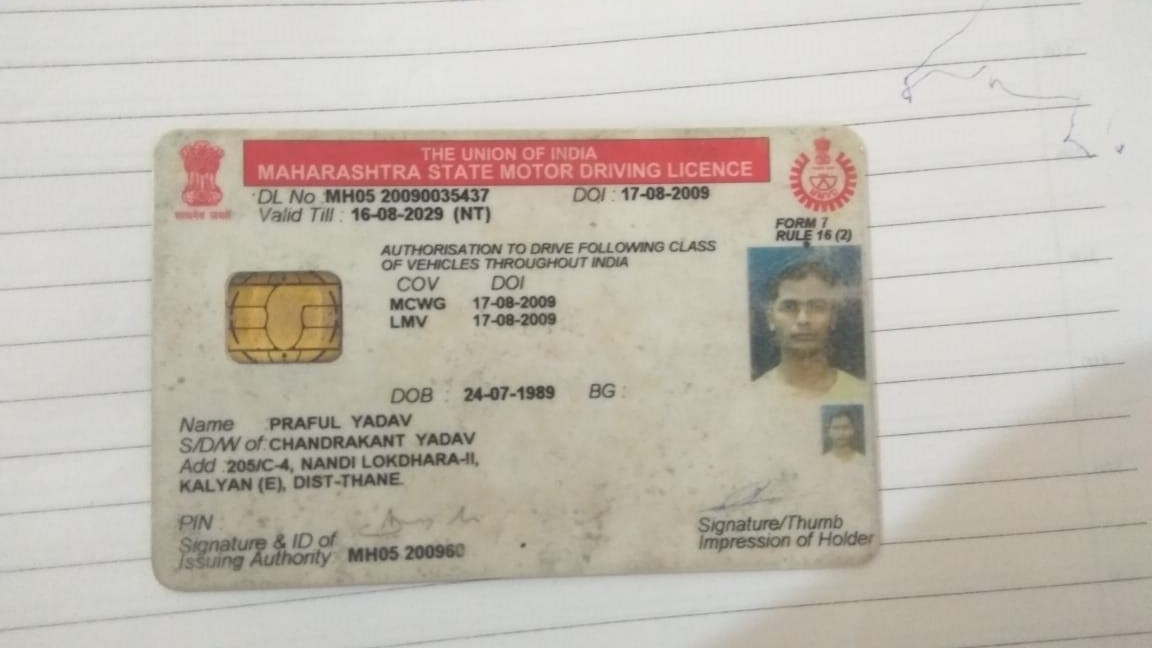 THE UNION OF INDIA
MAHARASHTRA STATE MOTOR DRIVING LICENCE
DL No : MH05 20090035437 DOI : 17-08-2009
Valid Till : 16-08-2029 (NT)
FORM 7
RULE 16 (2)
AUTHORISATION TO DRIVE FOLLOWING CLASS
OF VEHICLES THROUGHOUT INDIA
COV DOI
MCWG 17-08-2009
LMV 17-08-2009
DOB : 24-07-1989 BG :
Name : PRAFUL YADAV
S/D/W of : CHANDRAKANT YADAV
Add : 205/C-4, NANDI LOKDHARA-II,
KALYAN (E), DIST-THANE.
PIN :
Signature & ID of
Issuing Authority MH05 200960
Signature/Thumb
Impression of Holder